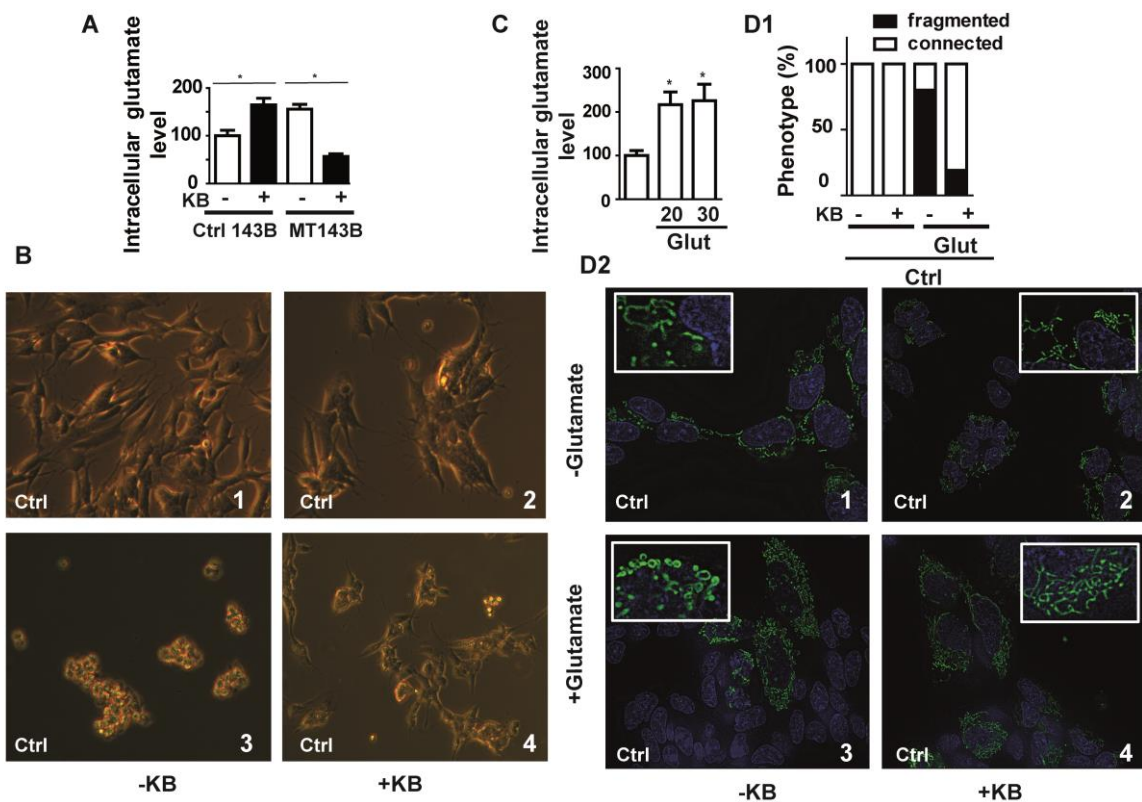 A
Intracellular glutamate
level
200
100
0
*
*
KB
-
+
-
+
Ctrl 143B
MT143B
C
Intracellular glutamate
level
300
200
100
0
*
*
20
30
Glut
D1
fragmented
connected
Phenotype (%)
100
50
0
KB
-
+
-
+
Glut
Ctrl
B
Ctrl
1
Ctrl
2
Ctrl
3
Ctrl
4
-KB
+KB
D2
-Glutamate
Ctrl
1
Ctrl
2
+Glutamate
Ctrl
3
Ctrl
4
-KB
+KB